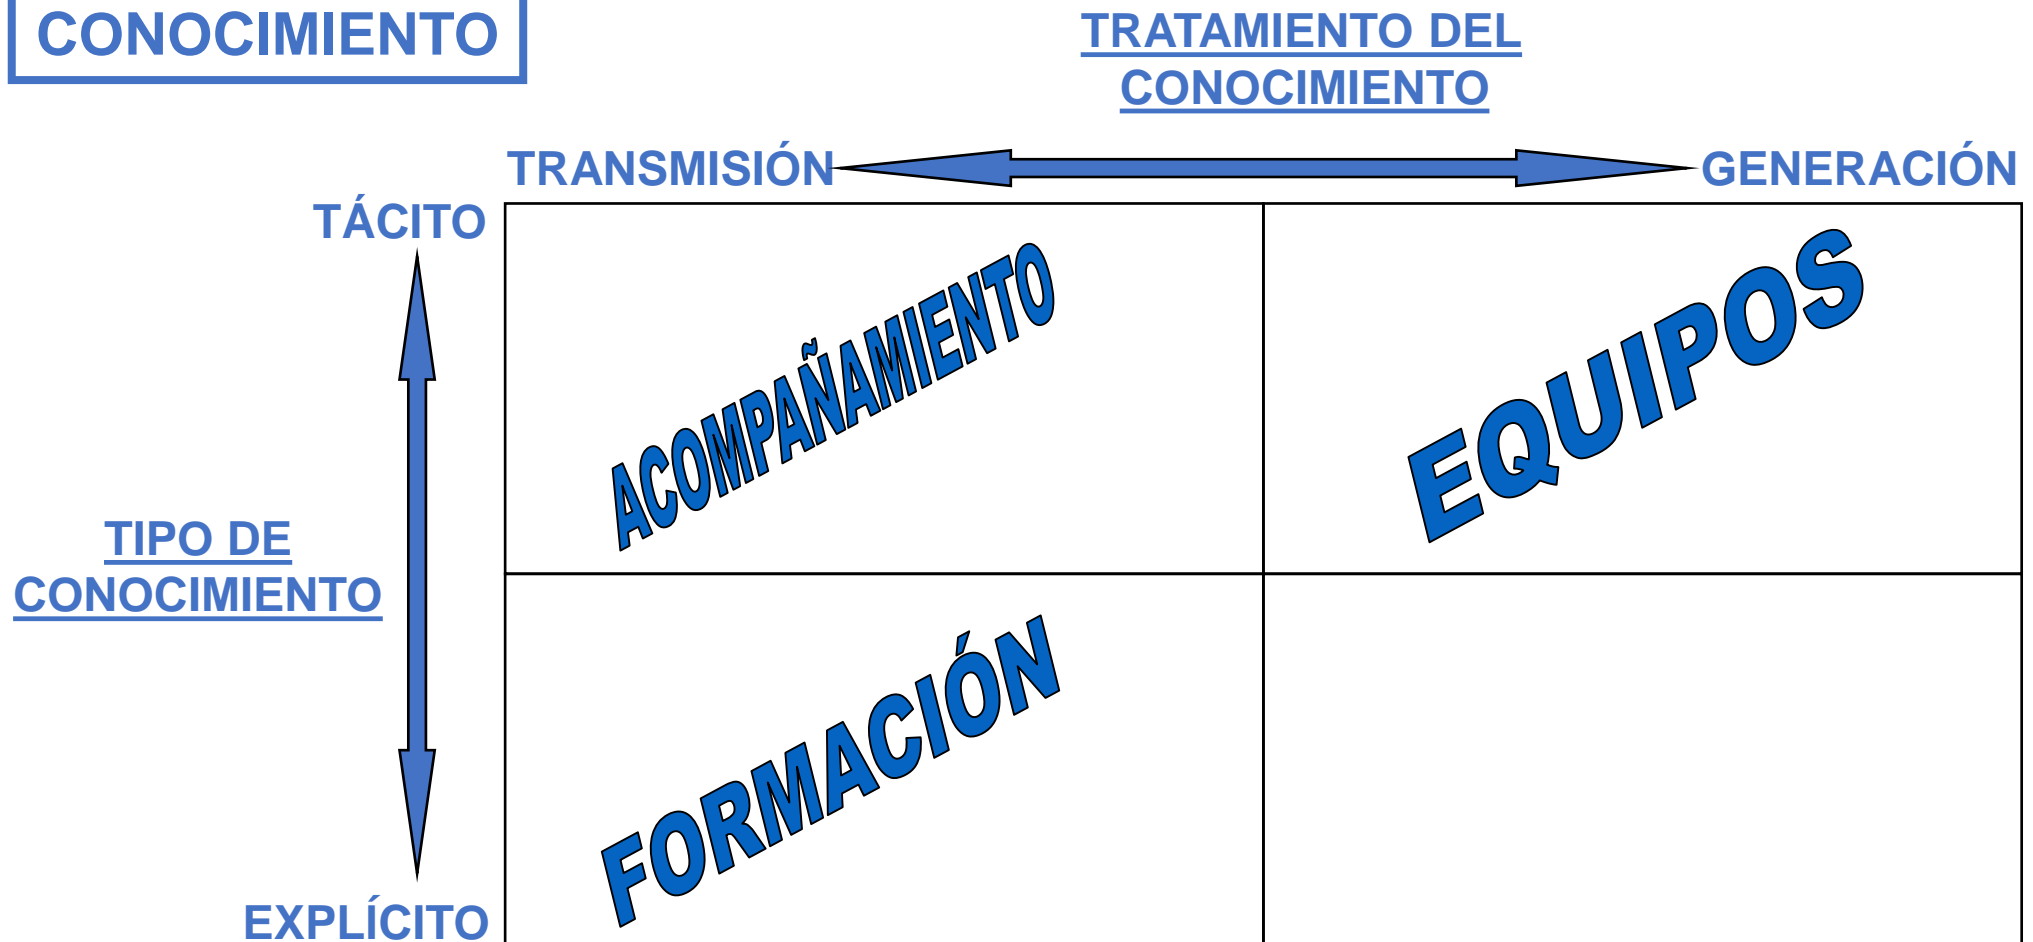 CONOCIMIENTO
TRATAMIENTO DEL
CONOCIMIENTO
TRANSMISIÓN
GENERACIÓN
TÁCITO
ACOMPAÑAMIENTO
EQUIPOS
TIPO DE
CONOCIMIENTO
FORMACIÓN
EXPLÍCITO